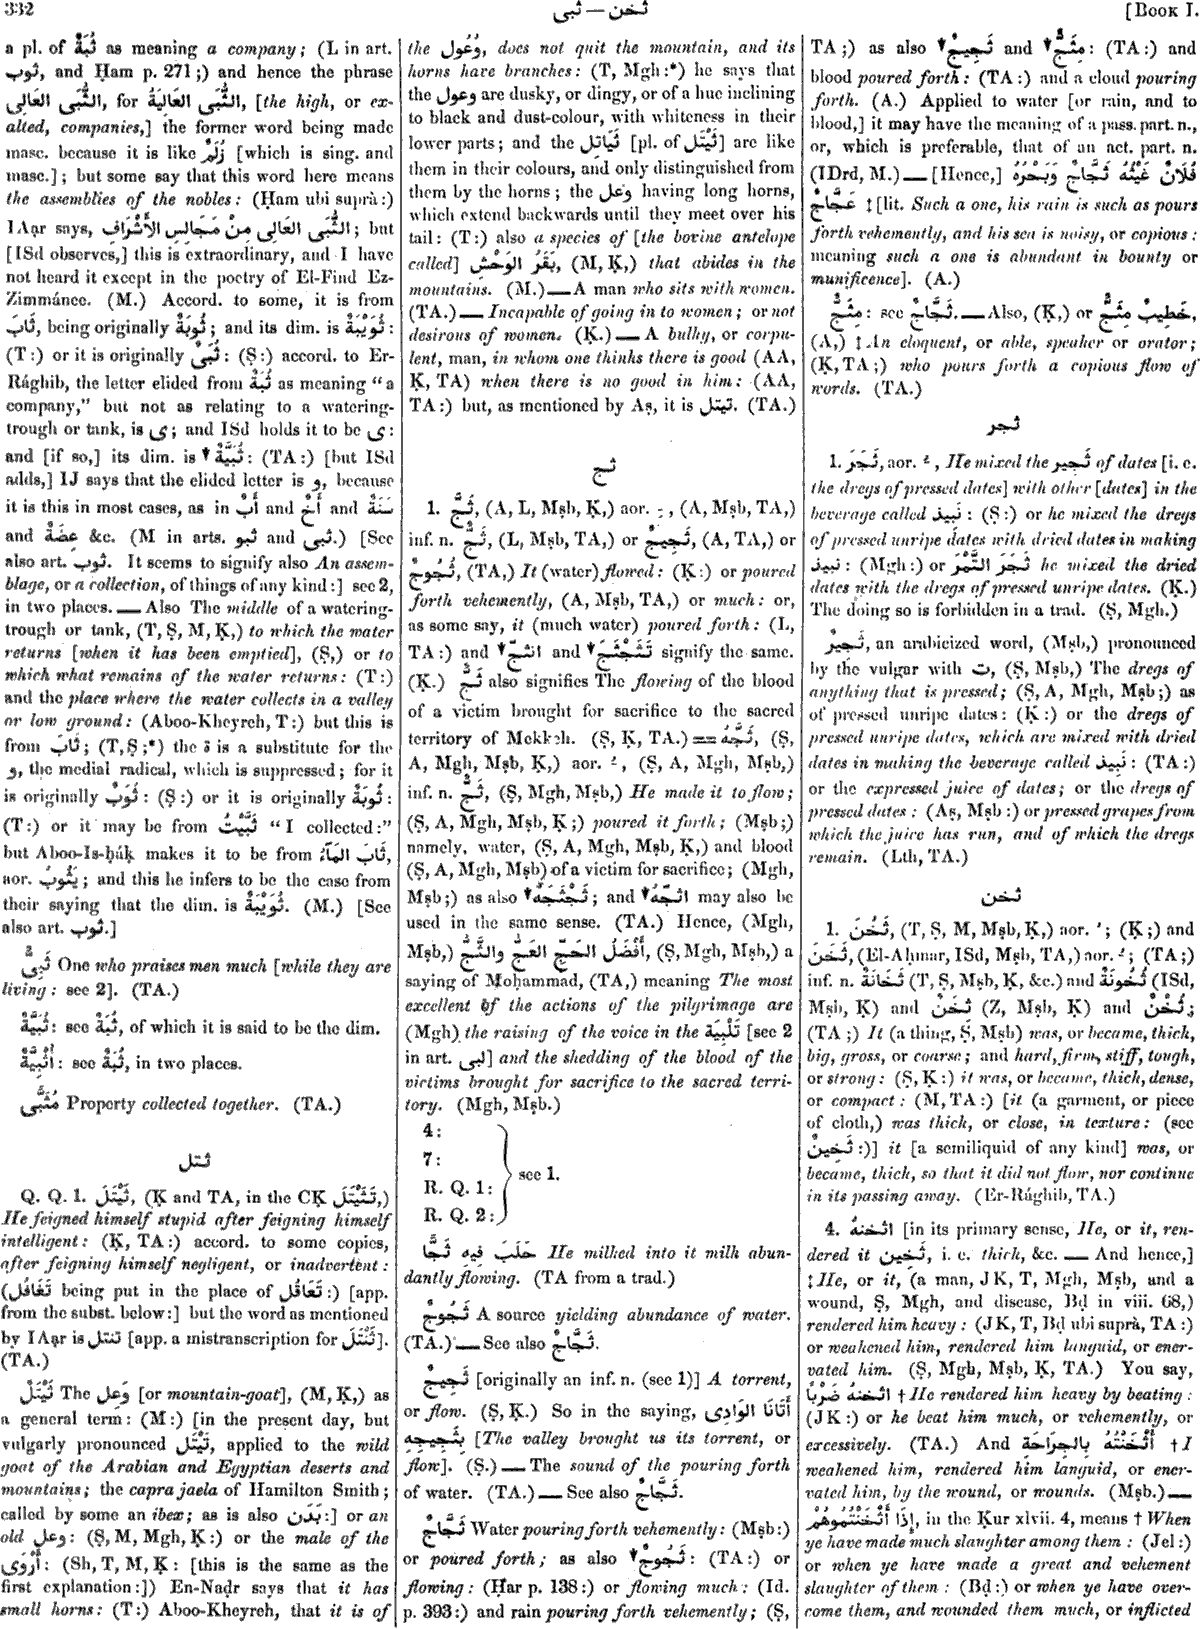 332
ثبى — ثخن
[Book I.
a pl. of ثُبَةٌ as meaning a company; (L in art.
ثوب, and Ḥam p. 271;) and hence the phrase
الثُّبَى العَالِى, for الثُّبَى العَالِيَةُ, [the high, or ex-
alted, companies,] the former word being made
masc. because it is like زُلَمٌ [which is sing. and
masc.]; but some say that this word here means
the assemblies of the nobles: (Ḥam ubi suprà:)
IAạr says, الثُّبَى العَالِى مِنْ مَجَالِسِ الأَشْرَافِ; but
[ISd observes,] this is extraordinary, and I have
not heard it except in the poetry of El-Find Ez-
Zimmánee. (M.) Accord. to some, it is from
ثَابَ, being originally ثُوبَةٌ; and its dim. is ثُوَيْبَةٌ:
(T:) or it is originally ثُبَىٌ: (Ṣ:) accord. to Er-
Rághib, the letter elided from ثُبَةٌ as meaning “a
company,” but not as relating to a watering-
trough or tank, is ى; and ISd holds it to be ى:
and [if so,] its dim. is ثُبَيَّةٌ: (TA:) [but ISd
adds,] IJ says that the elided letter is و, because
it is this in most cases, as in أَبٌ and أَخٌ and سَنَةٌ
and عِضَةٌ &c. (M in arts. ثبو and ثبى.) [See
also art. ثوب. It seems to signify also An assem-
blage, or a collection, of things of any kind:] see 2,
in two places. — Also The middle of a watering-
trough or tank, (T, Ṣ, M, Ḳ,) to which the water
returns [when it has been emptied], (Ṣ,) or to
which what remains of the water returns: (T:)
and the place where the water collects in a valley
or low ground: (Aboo-Kheyreh, T:) but this is
from ثَابَ; (T, Ṣ;*) the ة is a substitute for the
و, the medial radical, which is suppressed; for it
is originally ثُوَبٌ: (Ṣ:) or it is originally ثُوبَةٌ:
(T:) or it may be from ثَبَّيْتُ “I collected:”
but Aboo-Is-ḥáḳ makes it to be from ثَابَ المَآءُ,
aor. يَثُوبُ; and this he infers to be the case from
their saying that the dim. is ثُوَيْبَةٌ. (M.) [See
also art. ثوب.]
ثَبِىٌّ One who praises men much [while they are
living: see 2]. (TA.)
ثُبَيَّةٌ: see ثُبَةٌ, of which it is said to be the dim.
أُثْبِيَّةٌ: see ثُبَةٌ, in two places.
مُثَبًّى Property collected together. (TA.)
ثتل
Q. Q. 1. ثَيْتَلَ, (Ḳ and TA, in the CK تَثَيْتَلَ,)
He feigned himself stupid after feigning himself
intelligent: (Ḳ, TA:) accord. to some copies,
after feigning himself negligent, or inadvertent:
(تَغَافُل being put in the place of تَعَاقُل:) [app.
from the subst. below:] but the word as mentioned
by IAạr is تنتل [app. a mistranscription for ثَنْتَلَ].
(TA.)
ثَيْتَلٌ The وَعِل [or mountain-goat], (M, Ḳ,) as
a general term: (M:) [in the present day, but
vulgarly pronounced تَيْتَل, applied to the wild
goat of the Arabian and Egyptian deserts and
mountains; the capra jaela of Hamilton Smith;
called by some an ibex; as is also بَدَن:] or an
old وعل: (Ṣ, M, Mgh, Ḳ:) or the male of the
أَرْوَى: (Sh, T, M, Ḳ: [this is the same as the
first explanation:]) En-Naḍr says that it has
small horns: (T:) Aboo-Kheyreh, that it is of
the وُعُول, does not quit the mountain, and its
horns have branches: (T, Mgh:*) he says that
the وعول are dusky, or dingy, or of a hue inclining
to black and dust-colour, with whiteness in their
lower parts; and the ثَيَاتِل [pl. of ثَيْتَل] are like
them in their colours, and only distinguished from
them by the horns; the وَعل having long horns,
which extend backwards until they meet over his
tail: (T:) also a species of [the bovine antelope
called] بَقَرُ الوَحْشِ, (M, Ḳ,) that abides in the
mountains. (M.) — A man who sits with women.
(TA.) — Incapable of going in to women; or not
desirous of women. (Ḳ.) — A bulky, or corpu-
lent, man, in whom one thinks there is good (AA,
Ḳ, TA) when there is no good in him: (AA,
TA:) but, as mentioned by Aṣ, it is تيتل. (TA.)
ثج
1. ثَجَّ, (A, L, Mṣb, Ḳ,) aor. ـِ, (A, Mṣb, TA,)
inf. n. ثَجٌّ, (L, Mṣb, TA,) or ثَجِيجٌ, (A, TA,) or
ثُجُوجٌ, (TA,) It (water) flowed: (Ḳ:) or poured
forth vehemently, (A, Mṣb, TA,) or much: or,
as some say, it (much water) poured forth: (L,
TA:) and انثجّ and تَثَجْثَجَ signify the same.
(Ḳ.) ثَجٌّ also signifies The flowing of the blood
of a victim brought for sacrifice to the sacred
territory of Mekkeh. (Ṣ, Ḳ, TA.) = ثَجَّهُ, (Ṣ,
A, Mgh, Mṣb, Ḳ,) aor. ـُ, (Ṣ, A, Mgh, Mṣb,)
inf. n. ثَجٌّ, (Ṣ, Mgh, Mṣb,) He made it to flow;
(Ṣ, A, Mgh, Mṣb, Ḳ;) poured it forth; (Mṣb;)
namely, water, (Ṣ, A, Mgh, Mṣb, Ḳ,) and blood
(Ṣ, A, Mgh, Mṣb) of a victim for sacrifice; (Mgh,
Mṣb;) as also ثَجْثَجَهُ; and اثجّهُ may also be
used in the same sense. (TA.) Hence, (Mgh,
Mṣb,) أَفْضَلُ الحَجِّ العَجُّ وَالثَّجُّ, (Ṣ, Mgh, Mṣb,) a
saying of Moḥammad, (TA,) meaning The most
excellent of the actions of the pilgrimage are
(Mgh) the raising of the voice in the تَلْبِيَة [see 2
in art. لبى] and the shedding of the blood of the
victims brought for sacrifice to the sacred terri-
tory. (Mgh, Mṣb.)
4:
7:
R. Q. 1:
R. Q. 2:
see 1.
حَلَبَ فِيهِ ثَجًّا He milked into it milk abun-
dantly flowing. (TA from a trad.)
ثَجُوجٌ A source yielding abundance of water.
(TA.) — See also ثَجَّاجٌ.
ثَجِيجٌ [originally an inf. n. (see 1)] A torrent,
or flow. (Ṣ, Ḳ.) So in the saying, أَتَانَا الوَادِى
بِثَجِيجِهِ [The valley brought us its torrent, or
flow]. (Ṣ.) — The sound of the pouring forth
of water. (TA.) — See also ثَجَّاجٌ.
ثَجَّاجٌ Water pouring forth vehemently: (Mṣb:)
or poured forth; as also ثَجُوجٌ: (TA:) or
flowing: (Ḥar p. 138:) or flowing much: (Id.
p. 393:) and rain pouring forth vehemently; (Ṣ,
TA;) as also ثَجِيجٌ and مِثَجٌّ: (TA:) and
blood poured forth: (TA:) and a cloud pouring
forth. (A.) Applied to water [or rain, and to
blood,] it may have the meaning of a pass. part. n.,
or, which is preferable, that of an act. part. n.
(IDrd, M.) — [Hence,] فُلَانٌ غَيْثُهُ ثَجَّاجٌ وَبَحْرُهُ
عَجَّاجٌ ‡ [lit. Such a one, his rain is such as pours
forth vehemently, and his sea is noisy, or copious:
meaning such a one is abundant in bounty or
munificence]. (A.)
مِثَجٌّ: see ثَجَّاجٌ. — Also, (Ḳ,) or خَطِيبٌ مِثَجٌّ,
(A,) ‡ An eloquent, or able, speaker or orator;
(Ḳ, TA;) who pours forth a copious flow of
words. (TA.)
ثجر
1. ثَجَرَ, aor. ـُ, He mixed the ثَجِير of dates [i. e.
the dregs of pressed dates] with other [dates] in the
beverage called نَبِيذ: (Ṣ:) or he mixed the dregs
of pressed unripe dates with dried dates in making
نبيذ: (Mgh:) or ثَجَرَ التَّمْرَ he mixed the dried
dates with the dregs of pressed unripe dates. (Ḳ.)
The doing so is forbidden in a trad. (Ṣ, Mgh.)
ثَجِيرٌ, an arabicized word, (Mṣb,) pronounced
by the vulgar with ت, (Ṣ, Mṣb,) The dregs of
anything that is pressed; (Ṣ, A, Mgh, Mṣb;) as
of pressed unripe dates: (Ḳ:) or the dregs of
pressed unripe dates, which are mixed with dried
dates in making the beverage called نَبِيذ: (TA:)
or the expressed juice of dates; or the dregs of
pressed dates: (Aṣ, Mṣb:) or pressed grapes from
which the juice has run, and of which the dregs
remain. (Lth, TA.)
ثخن
1. ثَخُنَ, (T, Ṣ, M, Mṣb, Ḳ,) aor. ـُ; (Ḳ;) and
ثَخَنَ, (El-Aḥmar, ISd, Mṣb, TA,) aor. ـُ; (TA;)
inf. n. ثَخَانَةٌ (T, Ṣ, Mṣb, Ḳ, &c.) and ثُخُونَةٌ (ISd,
Mṣb, Ḳ) and ثِخَنٌ (Z, Mṣb, Ḳ) and ثُخْنٌ;
(TA;) It (a thing, Ṣ, Mṣb) was, or became, thick,
big, gross, or coarse; and hard, firm, stiff, tough,
or strong: (Ṣ, Ḳ:) it was, or became, thick, dense,
or compact: (M, TA:) [it (a garment, or piece
of cloth,) was thick, or close, in texture: (see
ثَخِينٌ:)] it [a semiliquid of any kind] was, or
became, thick, so that it did not flow, nor continue
in its passing away. (Er-Rághib, TA.)
4. اثخنهُ [in its primary sense, He, or it, ren-
dered it ثَخِين, i. e. thick, &c. — And hence,]
‡ He, or it, (a man, JK, T, Mgh, Mṣb, and a
wound, Ṣ, Mgh, and disease, Bḍ in viii. 68,)
rendered him heavy: (JK, T, Bḍ ubi suprà, TA:)
or weakened him, rendered him languid, or ener-
vated him. (Ṣ, Mgh, Mṣb, Ḳ, TA.) You say,
اثخنهُ ضَرْبًا † He rendered him heavy by beating:
(JK:) or he beat him much, or vehemently, or
excessively. (TA.) And أَثْخَنْتُهُ بِالجِرَاحَةِ † I
weakened him, rendered him languid, or ener-
vated him, by the wound, or wounds. (Mṣb.) —
إِذَا أَثْخَنْتُمُوهُمْ, in the Ḳur xlvii. 4, means † When
ye have made much slaughter among them: (Jel:)
or when ye have made a great and vehement
slaughter of them: (Bḍ:) or when ye have over-
come them, and wounded them much, or inflicted